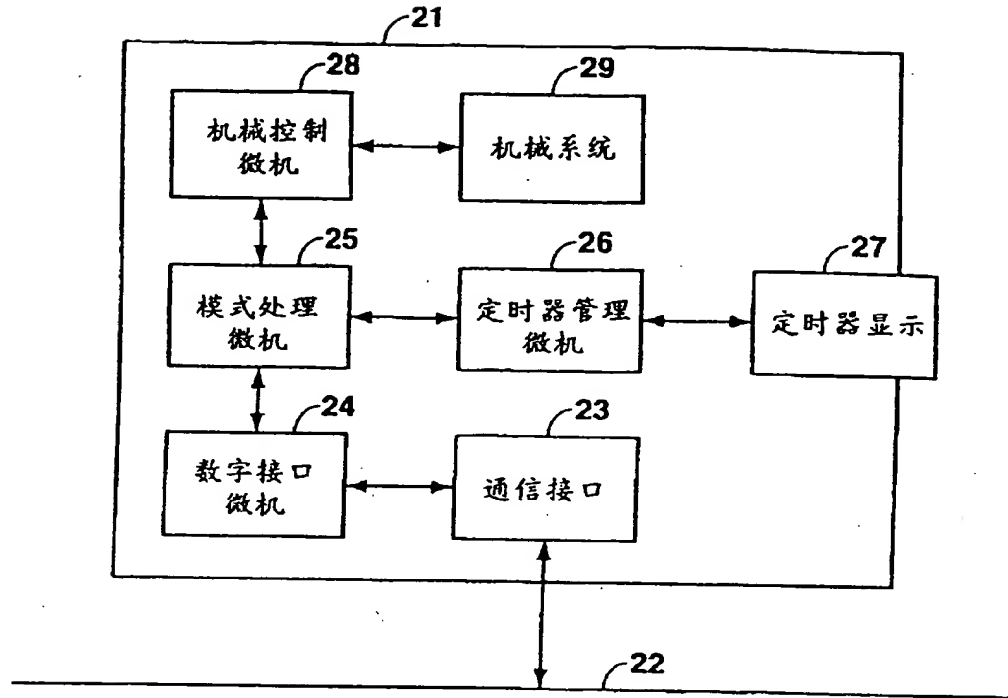 21
28
机械控制
微机
29
机械系统
25
模式处理
微机
26
定时器管理
微机
27
定时器显示
24
数字接口
微机
23
通信接口
22